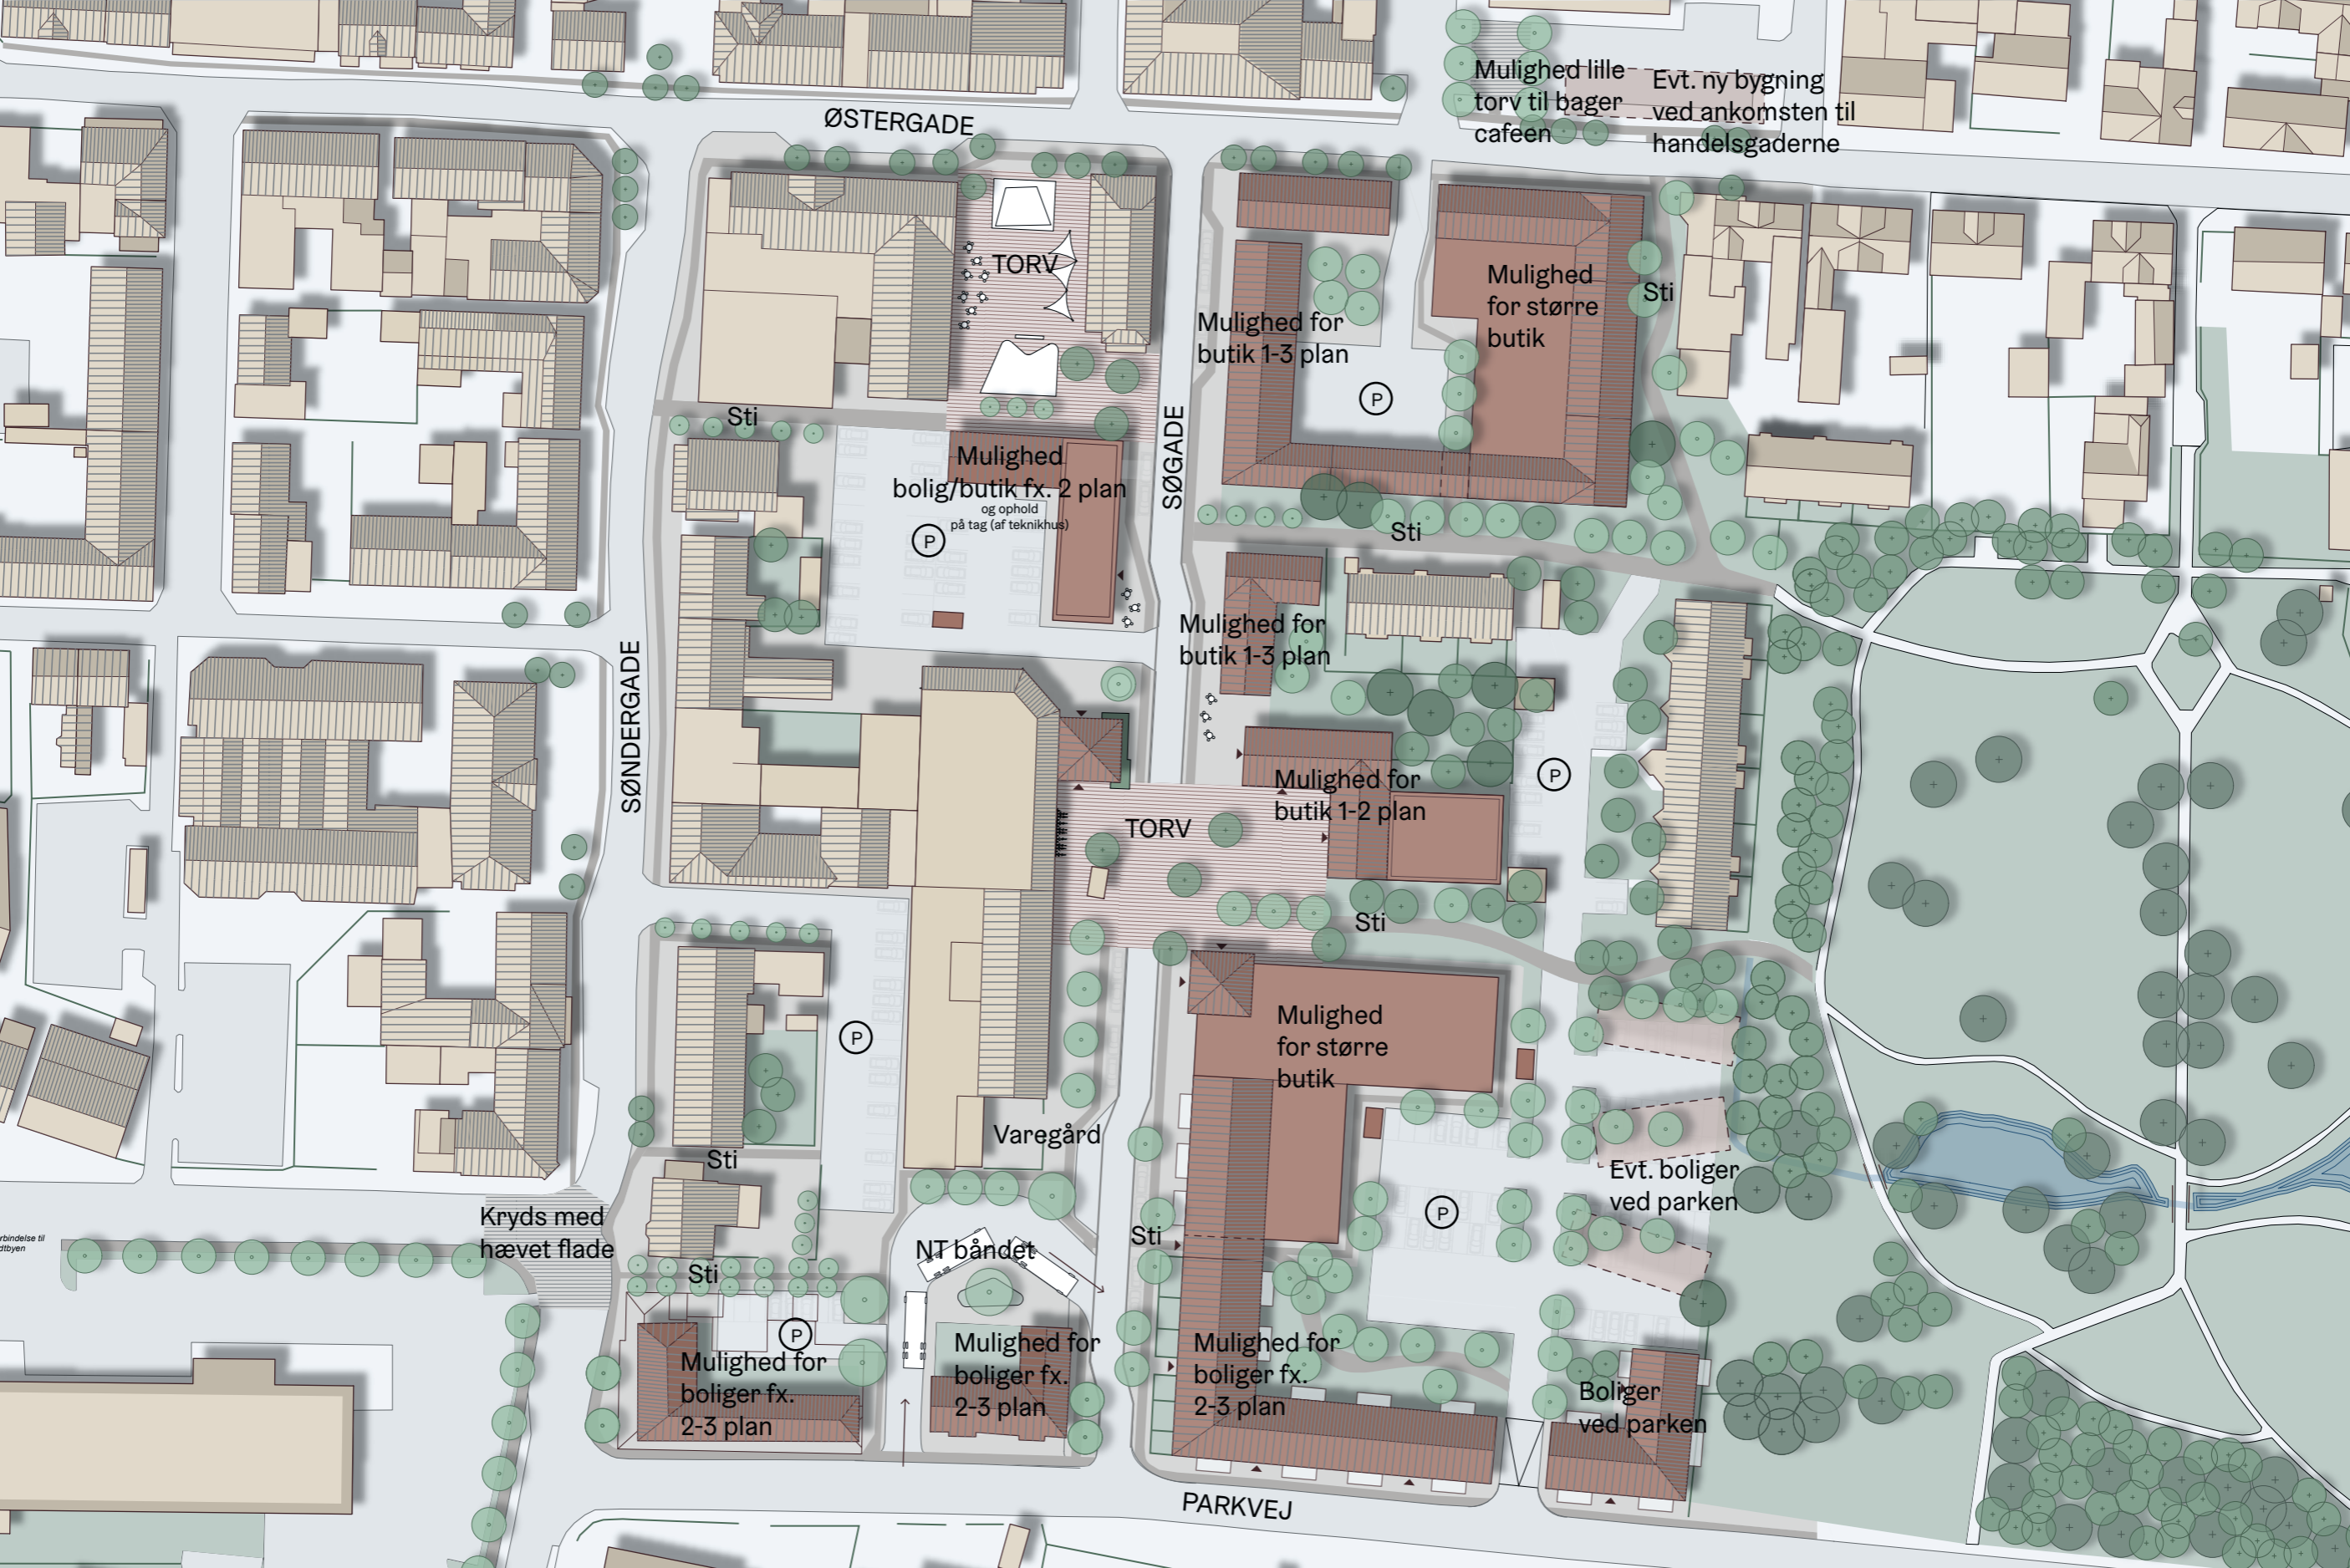 Mulighed lille
torv til bager
cafeen
Evt. ny bygning
ved ankomsten til
handelsgaderne
ØSTERGADE
TORV
Mulighed
for større
butik
Sti
Mulighed for
butik 1-3 plan
P
Sti
SØGADE
Mulighed
bolig/butik fx. 2 plan
og ophold
på tag (af teknikhus)
P
Sti
Mulighed for
butik 1-3 plan
SØNDERGADE
P
Mulighed for
butik 1-2 plan
TORV
Sti
P
Mulighed
for større
butik
Varegård
Sti
Evt. boliger
ved parken
Kryds med
hævet flade
P
NT båndet
Sti
Sti
P
Mulighed for
boliger fx.
2-3 plan
Mulighed for
boliger fx.
2-3 plan
Mulighed for
boliger fx.
2-3 plan
Boliger
ved parken
PARKVEJ